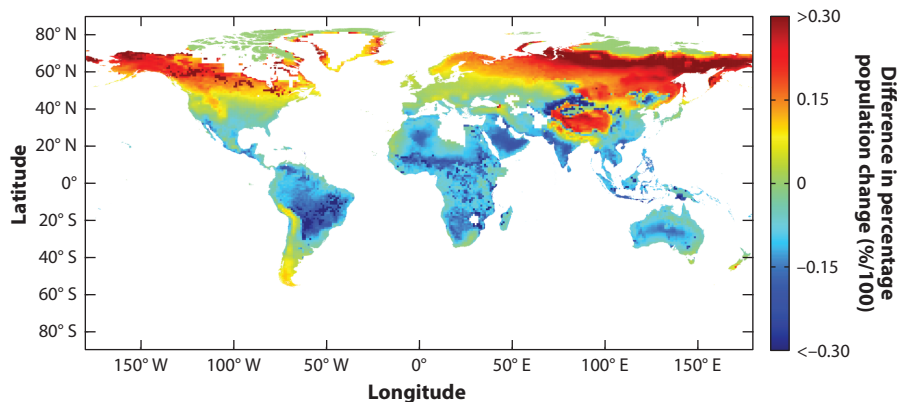 80° N
60° N
40° N
20° N
0°
20° S
40° S
60° S
80° S
Latitude
150° W
100° W
50° W
0°
50° E
100° E
150° E
Longitude
>0.30
0.15
0
–0.15
<–0.30
Difference in percentage
population change (%/100)